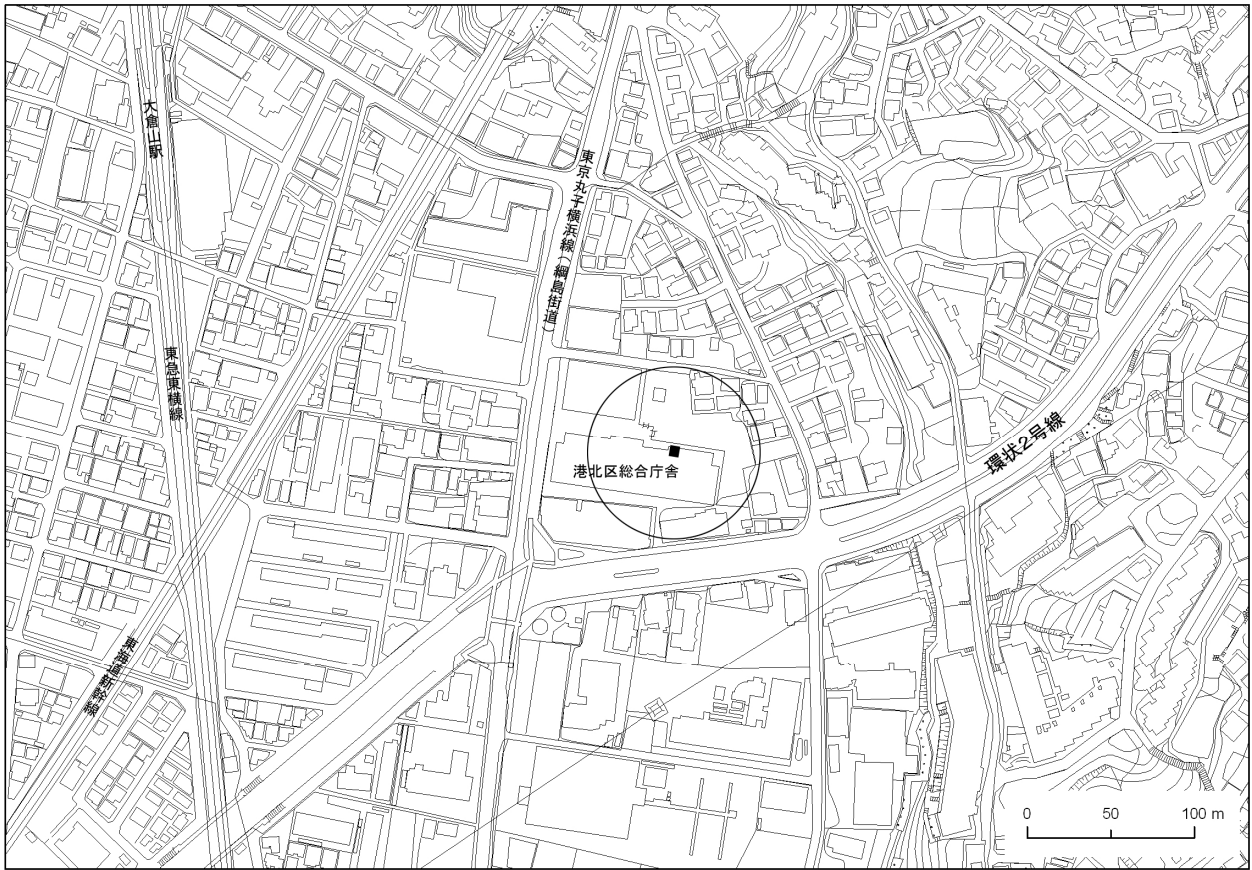 大倉山駅
東京丸子横浜線(綱島街道)
東急東横線
港北区総合庁舎
環状2号線
東海道新幹線
0 50 100 m